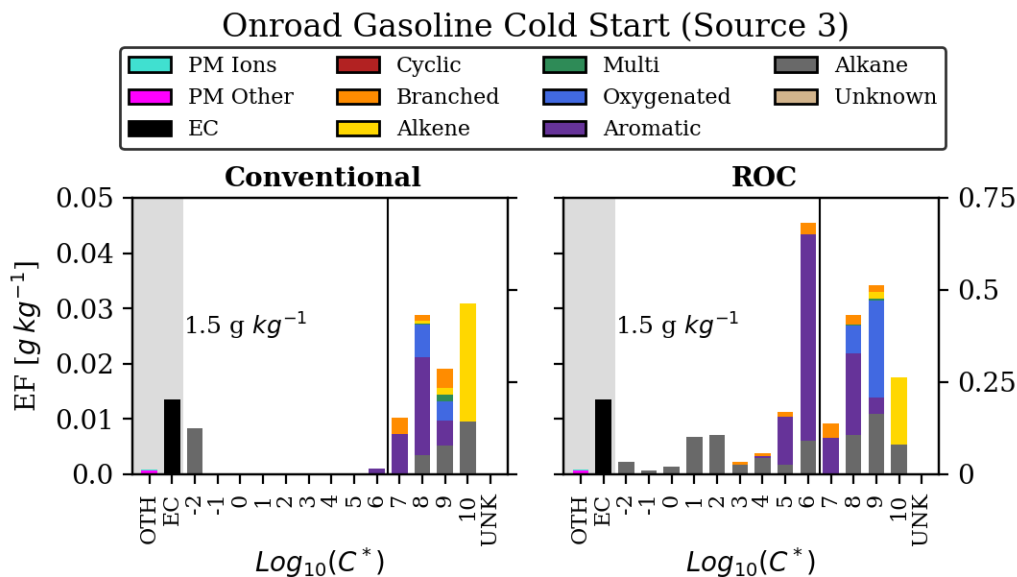 Onroad Gasoline Cold Start (Source 3)
PM Ions
PM Other
EC
Cyclic
Branched
Alkene
Multi
Oxygenated
Aromatic
Alkane
Unknown
Conventional
ROC
EF [g kg⁻¹]
0.05
0.04
0.03
0.02
0.01
0.0
1.5 g kg⁻¹
1.5 g kg⁻¹
0.75
0.5
0.25
0
OTH EC -2 -1 0 1 2 3 4 5 6 7 8 9 10 UNK
OTH EC -2 -1 0 1 2 3 4 5 6 7 8 9 10 UNK
Log₁₀(C*)
Log₁₀(C*)